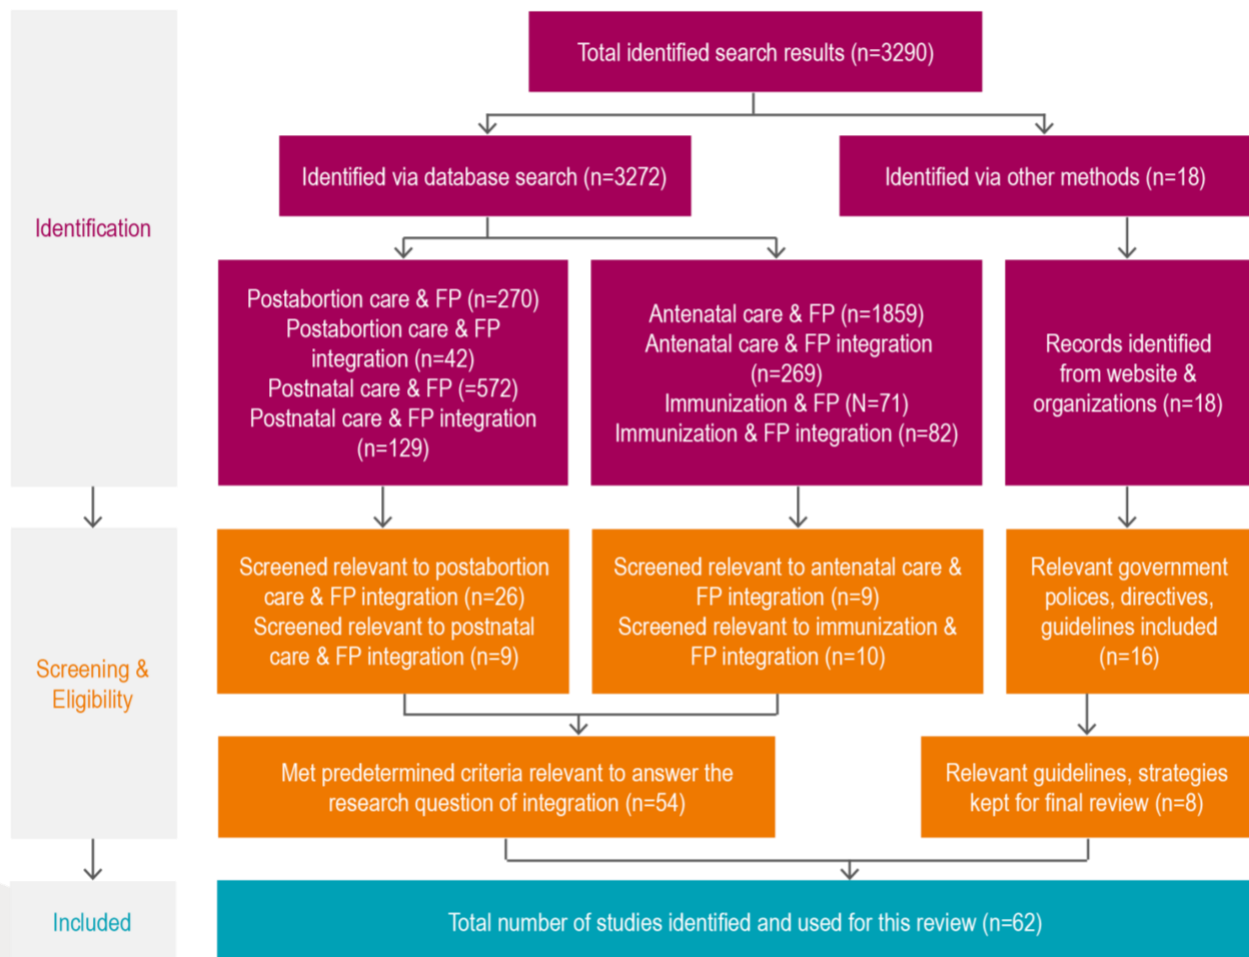 Identification
Total identified search results (n=3290)
Identified via database search (n=3272)
Identified via other methods (n=18)
Postabortion care & FP (n=270)
Postabortion care & FP
integration (n=42)
Postnatal care & FP (=572)
Postnatal care & FP integration
(n=129)
Antenatal care & FP (n=1859)
Antenatal care & FP integration
(n=269)
Immunization & FP (N=71)
Immunization & FP integration (n=82)
Records identified
from website &
organizations (n=18)
Screening &
Eligibility
Screened relevant to postabortion
care & FP integration (n=26)
Screened relevant to postnatal
care & FP integration (n=9)
Screened relevant to antenatal care &
FP integration (n=9)
Screened relevant to immunization &
FP integration (n=10)
Relevant government
polices, directives,
guidelines included
(n=16)
Met predetermined criteria relevant to answer the
research question of integration (n=54)
Relevant guidelines, strategies
kept for final review (n=8)
Included
Total number of studies identified and used for this review (n=62)